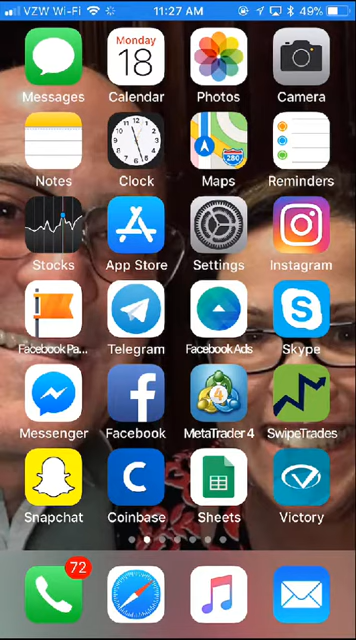 VZW Wi-Fi 11:27 AM 49%
Monday
18
Messages Calendar Photos Camera
280
Notes Clock Maps Reminders
Stocks App Store Settings Instagram
Facebook Pa... Telegram Facebook Ads Skype
4
Messenger Facebook MetaTrader 4 SwipeTrades
Snapchat Coinbase Sheets Victory
72